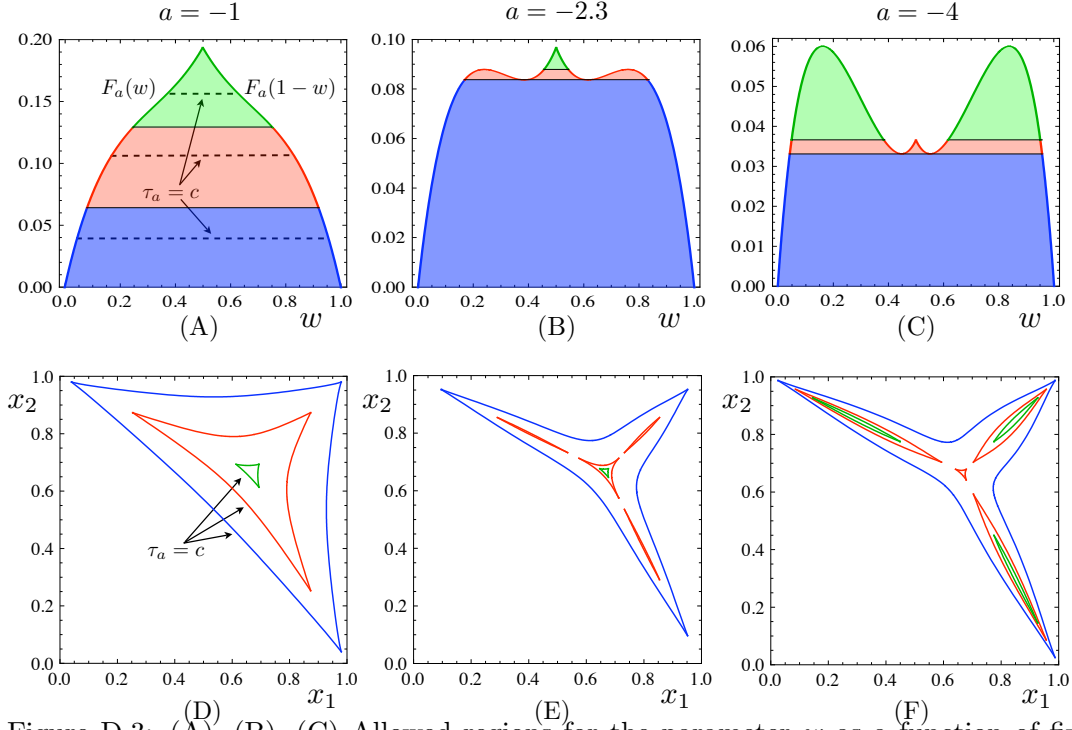 a = −1
a = −2.3
a = −4
0.20
0.15
0.10
0.05
0.00
F_a(w)
F_a(1 − w)
τ_a = c
0.0 0.2 0.4 0.6 0.8 1.0
w
(A)
0.10
0.08
0.06
0.04
0.02
0.00
0.0 0.2 0.4 0.6 0.8 1.0
w
(B)
0.06
0.05
0.04
0.03
0.02
0.01
0.00
0.0 0.2 0.4 0.6 0.8 1.0
w
(C)
x_2
1.0
0.8
0.6
0.4
0.2
0.0
τ_a = c
0.0 0.2 0.4 0.6 0.8 1.0
x_1
(D)
x_2
1.0
0.8
0.6
0.4
0.2
0.0
0.0 0.2 0.4 0.6 0.8 1.0
x_1
(E)
x_2
1.0
0.8
0.6
0.4
0.2
0.0
0.0 0.2 0.4 0.6 0.8 1.0
x_1
(F)
Figure D.3: (A), (B), (C) Allowed regions for the parameter w as a function of